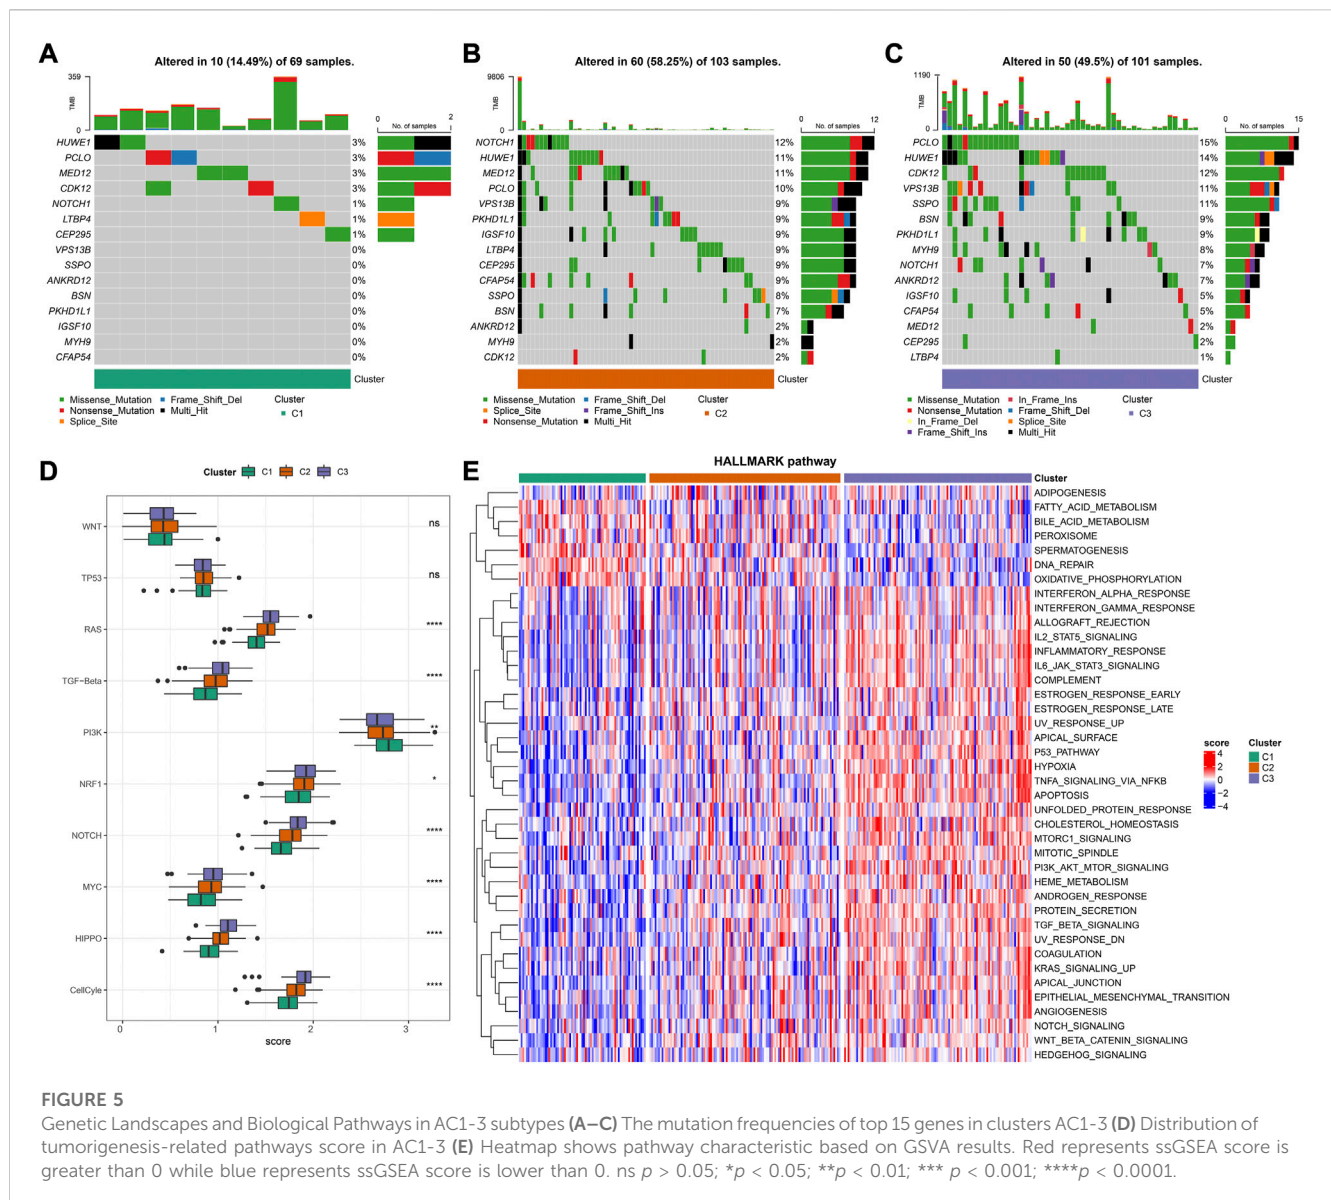 A
Altered in 10 (14.49%) of 69 samples.
359
0
TMB
No. of samples
0
2
HUWE1 3%
PCLO 3%
MED12 3%
CDK12 3%
NOTCH1 1%
LTBP4 1%
CEP295 1%
VPS13B 0%
SSPO 0%
ANKRD12 0%
BSN 0%
PKHD1L1 0%
IGSF10 0%
MYH9 0%
CFAP54 0%
Cluster
Missense_Mutation
Nonsense_Mutation
Splice_Site
Frame_Shift_Del
Multi_Hit
Cluster
C1
B
Altered in 60 (58.25%) of 103 samples.
9806
0
TMB
No. of samples
0
12
NOTCH1 12%
HUWE1 11%
MED12 11%
PCLO 10%
VPS13B 9%
PKHD1L1 9%
IGSF10 9%
LTBP4 9%
CEP295 9%
CFAP54 9%
SSPO 8%
BSN 7%
ANKRD12 2%
MYH9 2%
CDK12 2%
Cluster
Missense_Mutation
Splice_Site
Nonsense_Mutation
Frame_Shift_Del
Frame_Shift_Ins
Multi_Hit
Cluster
C2
C
Altered in 50 (49.5%) of 101 samples.
1190
0
TMB
No. of samples
0
15
PCLO 15%
HUWE1 14%
CDK12 12%
VPS13B 11%
SSPO 11%
BSN 9%
PKHD1L1 9%
MYH9 8%
NOTCH1 7%
ANKRD12 7%
IGSF10 5%
CFAP54 5%
MED12 2%
CEP295 2%
LTBP4 1%
Cluster
Missense_Mutation
Nonsense_Mutation
In_Frame_Del
Frame_Shift_Ins
In_Frame_Ins
Frame_Shift_Del
Splice_Site
Multi_Hit
Cluster
C3
D
Cluster C1 C2 C3
WNT ns
TP53 ns
RAS ****
TGF-Beta ****
PI3K **
NRF1 *
NOTCH ****
MYC ****
HIPPO ****
CellCyle ****
0 1 2 3
score
E
HALLMARK pathway
Cluster
ADIPOGENESIS
FATTY_ACID_METABOLISM
BILE_ACID_METABOLISM
PEROXISOME
SPERMATOGENESIS
DNA_REPAIR
OXIDATIVE_PHOSPHORYLATION
INTERFERON_ALPHA_RESPONSE
INTERFERON_GAMMA_RESPONSE
ALLOGRAFT_REJECTION
IL2_STAT5_SIGNALING
INFLAMMATORY_RESPONSE
IL6_JAK_STAT3_SIGNALING
COMPLEMENT
ESTROGEN_RESPONSE_EARLY
ESTROGEN_RESPONSE_LATE
UV_RESPONSE_UP
APICAL_SURFACE
P53_PATHWAY
HYPOXIA
TNFA_SIGNALING_VIA_NFKB
APOPTOSIS
UNFOLDED_PROTEIN_RESPONSE
CHOLESTEROL_HOMEOSTASIS
MTORC1_SIGNALING
MITOTIC_SPINDLE
PI3K_AKT_MTOR_SIGNALING
HEME_METABOLISM
ANDROGEN_RESPONSE
PROTEIN_SECRETION
TGF_BETA_SIGNALING
UV_RESPONSE_DN
COAGULATION
KRAS_SIGNALING_UP
APICAL_JUNCTION
EPITHELIAL_MESENCHYMAL_TRANSITION
ANGIOGENESIS
NOTCH_SIGNALING
WNT_BETA_CATENIN_SIGNALING
HEDGEHOG_SIGNALING
score
4
2
0
−2
−4
Cluster
C1
C2
C3
FIGURE 5
Genetic Landscapes and Biological Pathways in AC1-3 subtypes (A–C) The mutation frequencies of top 15 genes in clusters AC1-3 (D) Distribution of
tumorigenesis-related pathways score in AC1-3 (E) Heatmap shows pathway characteristic based on GSVA results. Red represents ssGSEA score is
greater than 0 while blue represents ssGSEA score is lower than 0. ns p > 0.05; *p < 0.05; **p < 0.01; *** p < 0.001; ****p < 0.0001.